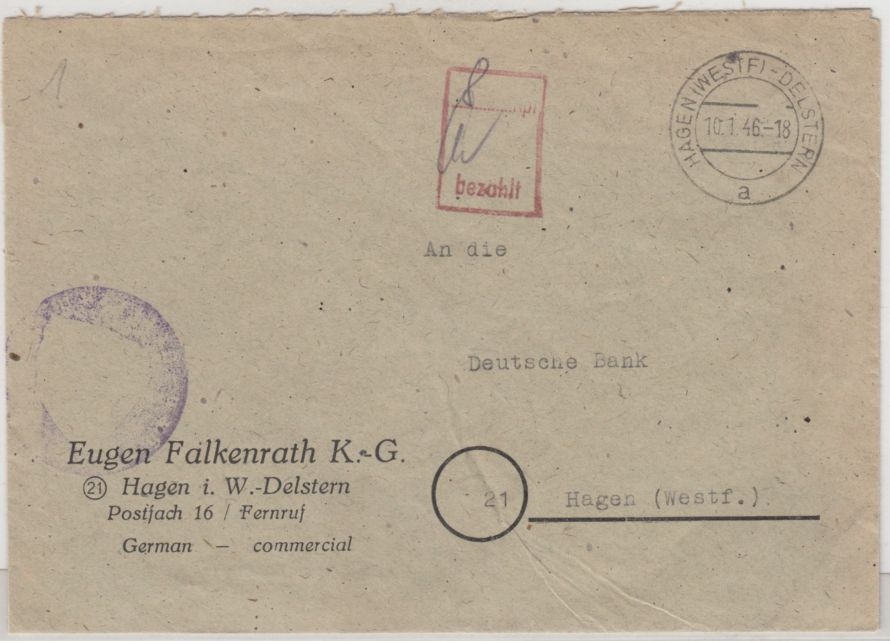 1
8
bezahlt
HAGEN (WESTF)-DELSTERN
10.1.46.-18
a
An die
Deutsche Bank
Eugen Falkenrath K.-G.
21 Hagen i. W.-Delstern
Postfach 16 / Fernruf
German — commercial
21 Hagen (Westf.)